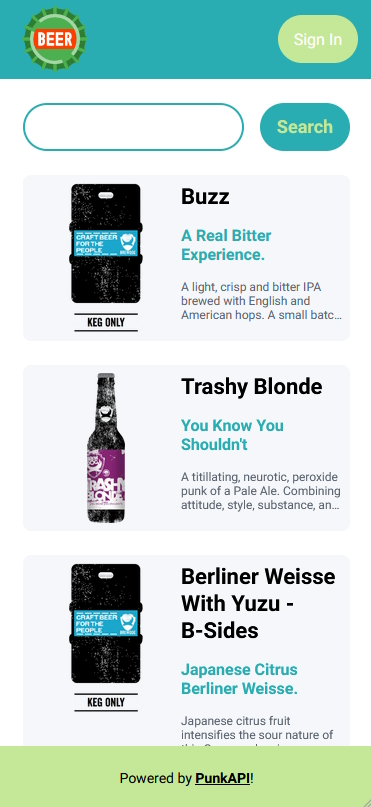 BEER
Sign In
Search
CRAFT BEER
FOR THE
PEOPLE
KEG ONLY
Buzz
A Real Bitter
Experience.
A light, crisp and bitter IPA
brewed with English and
American hops. A small batc...
TRASHY
BLONDE
Trashy Blonde
You Know You
Shouldn't
A titillating, neurotic, peroxide
punk of a Pale Ale. Combining
attitude, style, substance, an...
CRAFT BEER
FOR THE
PEOPLE
KEG ONLY
Berliner Weisse
With Yuzu -
B-Sides
Japanese Citrus
Berliner Weisse.
Japanese citrus fruit
intensifies the sour nature of
Powered by PunkAPI!